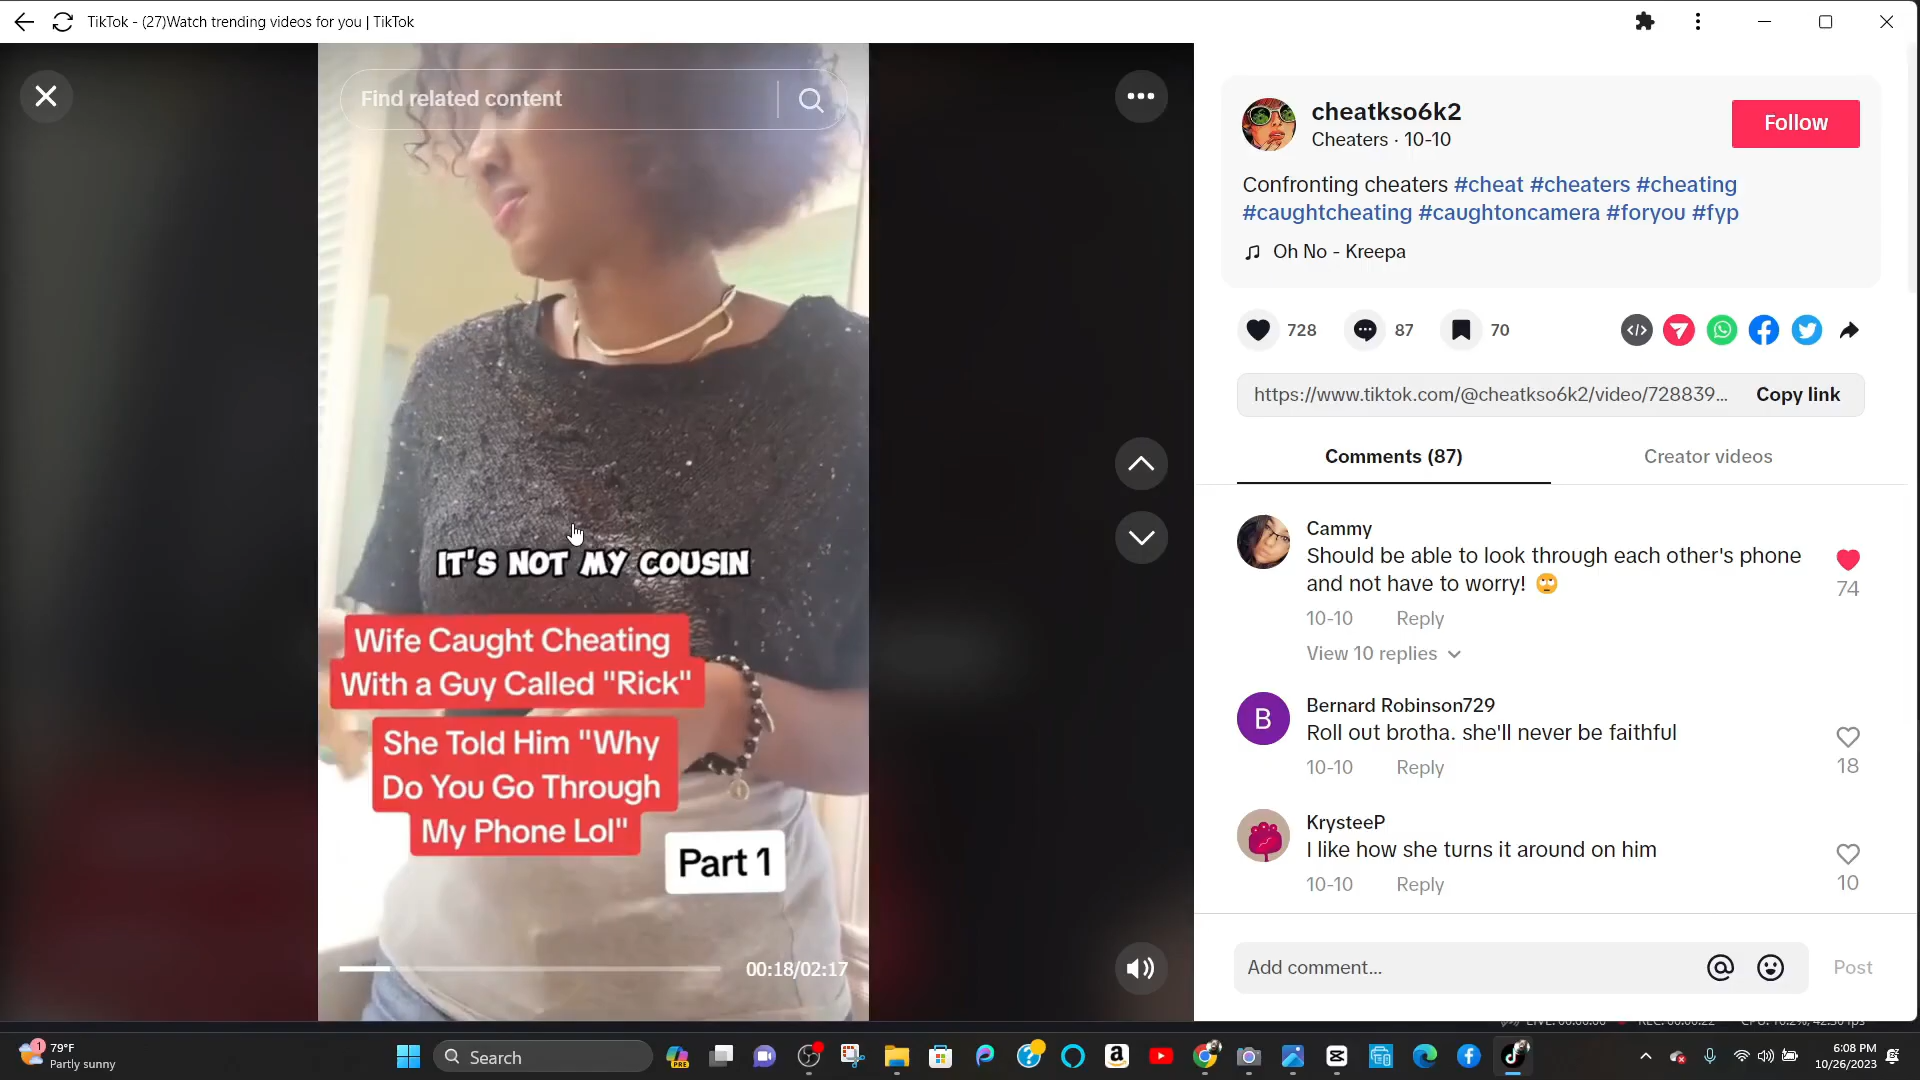 TikTok - (27)Watch trending videos for you | TikTok
Find related content
IT'S NOT MY COUSIN
Wife Caught Cheating
With a Guy Called "Rick"
She Told Him "Why
Do You Go Through
My Phone Lol"
Part 1
00:18/02:17
cheatkso6k2
Cheaters · 10-10
Follow
Confronting cheaters #cheat #cheaters #cheating
#caughtcheating #caughtoncamera #foryou #fyp
Oh No - Kreepa
728
87
70
https://www.tiktok.com/@cheatkso6k2/video/728839...
Copy link
Comments (87)
Creator videos
Cammy
Should be able to look through each other's phone
and not have to worry! 🙄
74
10-10 Reply
View 10 replies
B
Bernard Robinson729
Roll out brotha. she'll never be faithful
18
10-10 Reply
KrysteeP
I like how she turns it around on him
10
10-10 Reply
Add comment...
Post
1
79°F
Partly sunny
Search
PRE
6:08 PM
10/26/2023